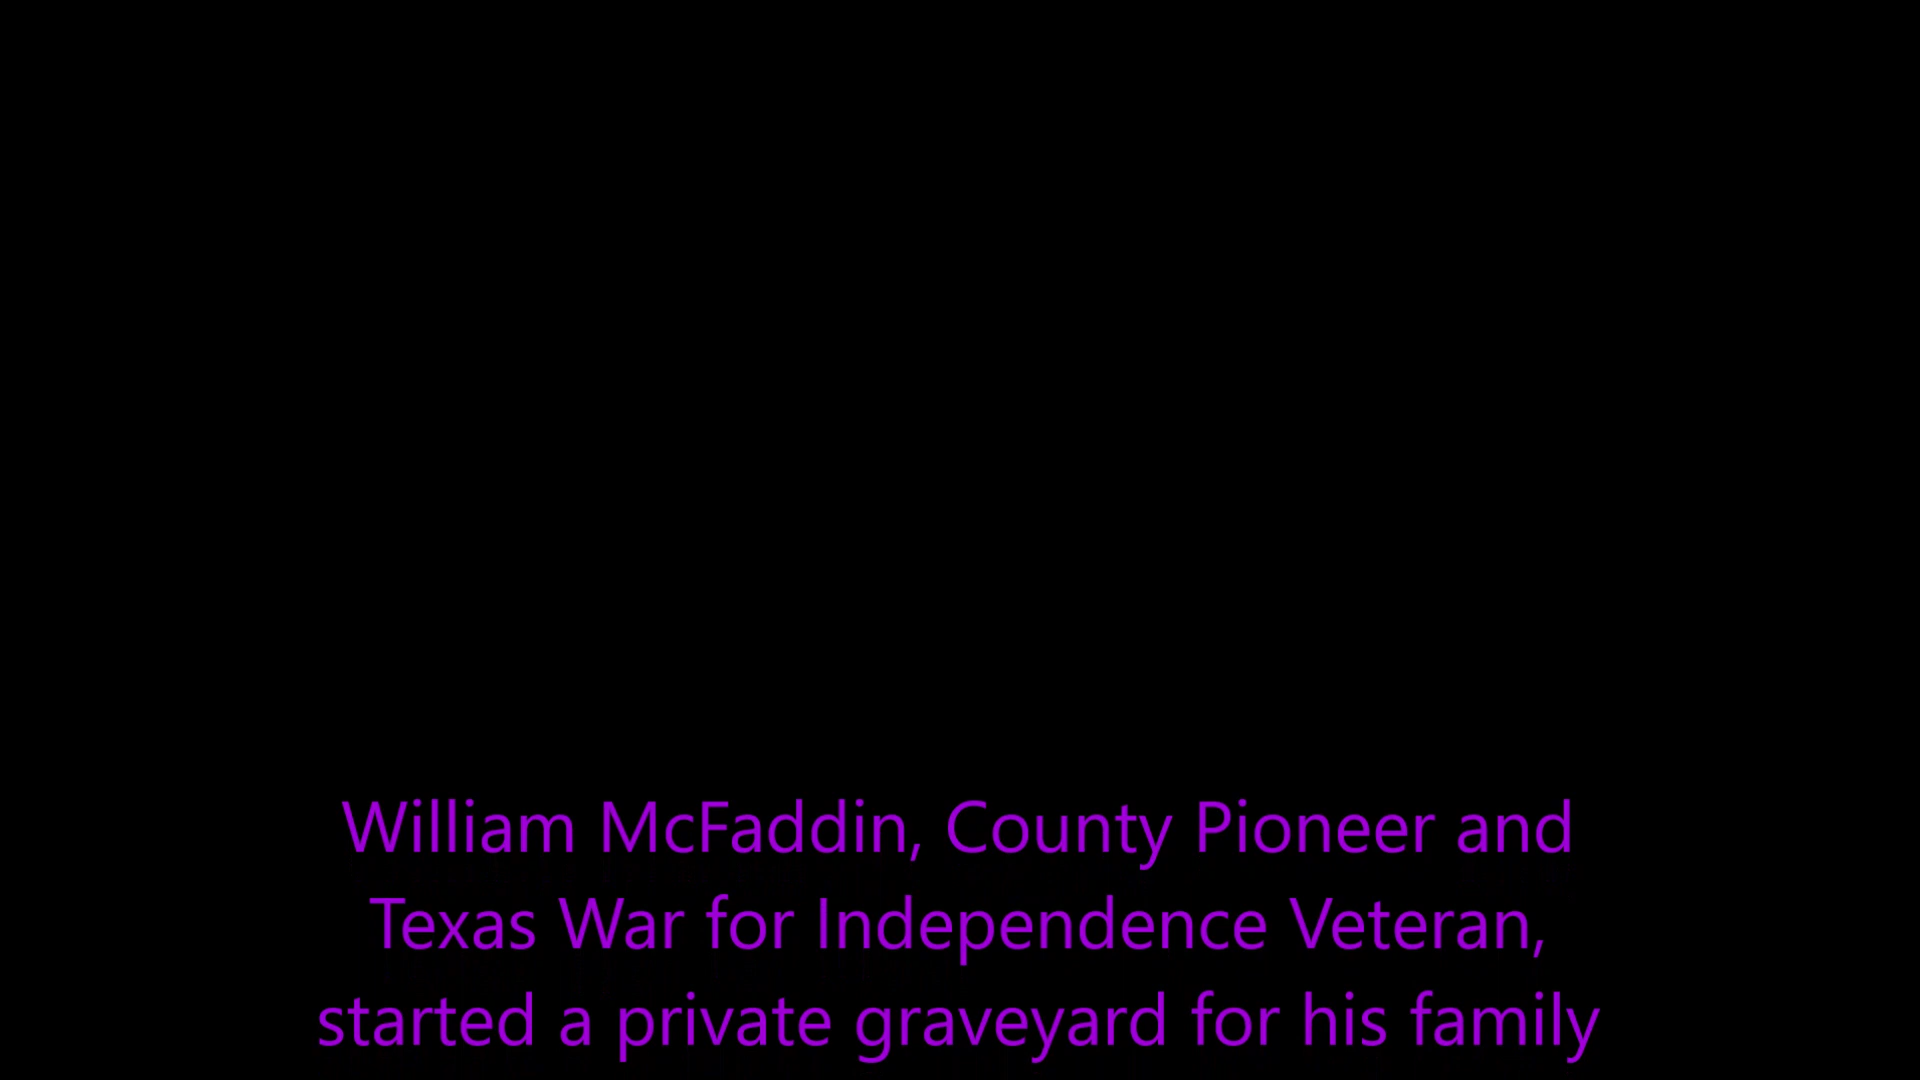 William McFaddin, County Pioneer and
Texas War for Independence Veteran,
started a private graveyard for his family